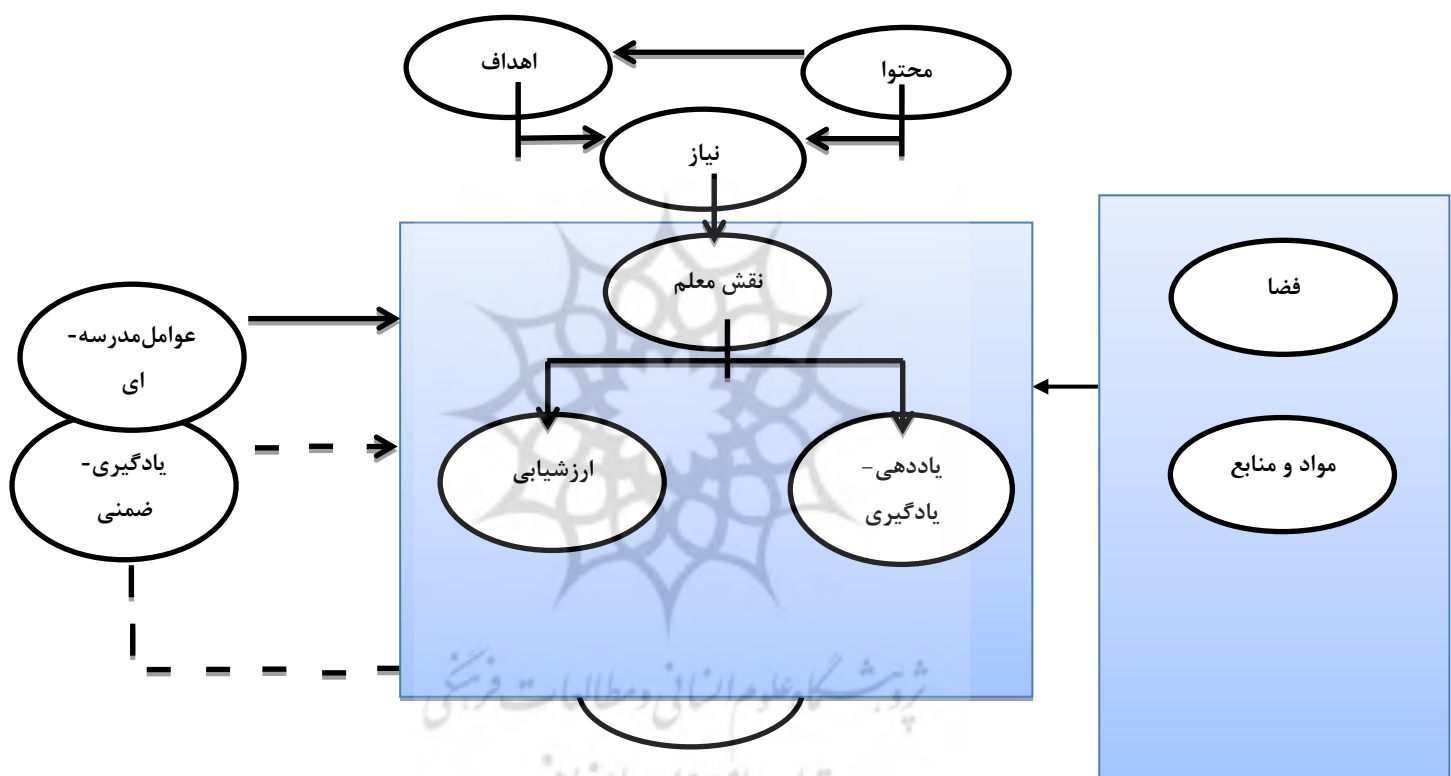 اهداف
محتوا
نیاز
نقش معلم
فضا
عوامل‌مدرسه-
ای
یادگیری-
ضمنی
ارزشیابی
یاددهی-
یادگیری
مواد و منابع
پژوهشگاه علوم انسانی و مطالعات فرهنگی